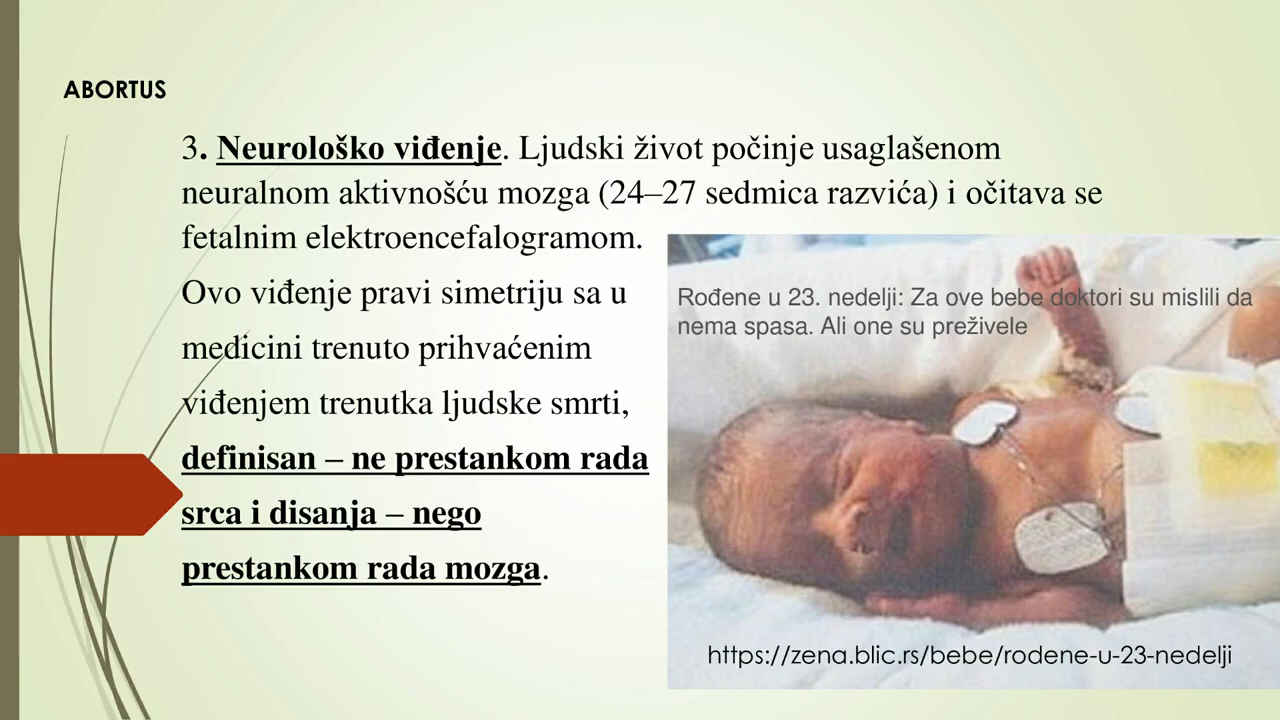 ABORTUS
3. Neurološko viđenje. Ljudski život počinje usaglašenom
neuralnom aktivnošću mozga (24–27 sedmica razvića) i očitava se
fetalnim elektroencefalogramom.
Ovo viđenje pravi simetriju sa u
medicini trenuto prihvaćenim
viđenjem trenutka ljudske smrti,
definisan – ne prestankom rada
srca i disanja – nego
prestankom rada mozga.
Rođene u 23. nedelji: Za ove bebe doktori su mislili da
nema spasa. Ali one su preživele
https://zena.blic.rs/bebe/rodene-u-23-nedelji